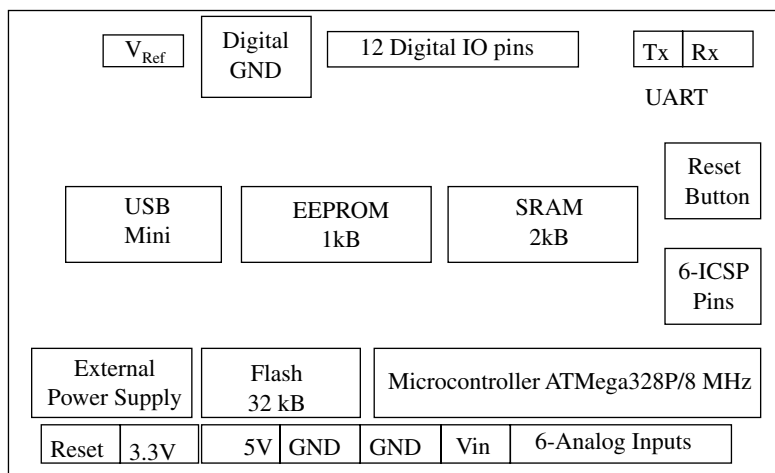 V_Ref
Digital
GND
12 Digital IO pins
Tx Rx
UART
Reset
Button
USB
Mini
EEPROM
1kB
SRAM
2kB
6-ICSP
Pins
External
Power Supply
Flash
32 kB
Microcontroller ATMega328P/8 MHz
Reset 3.3V 5V GND GND Vin 6-Analog Inputs